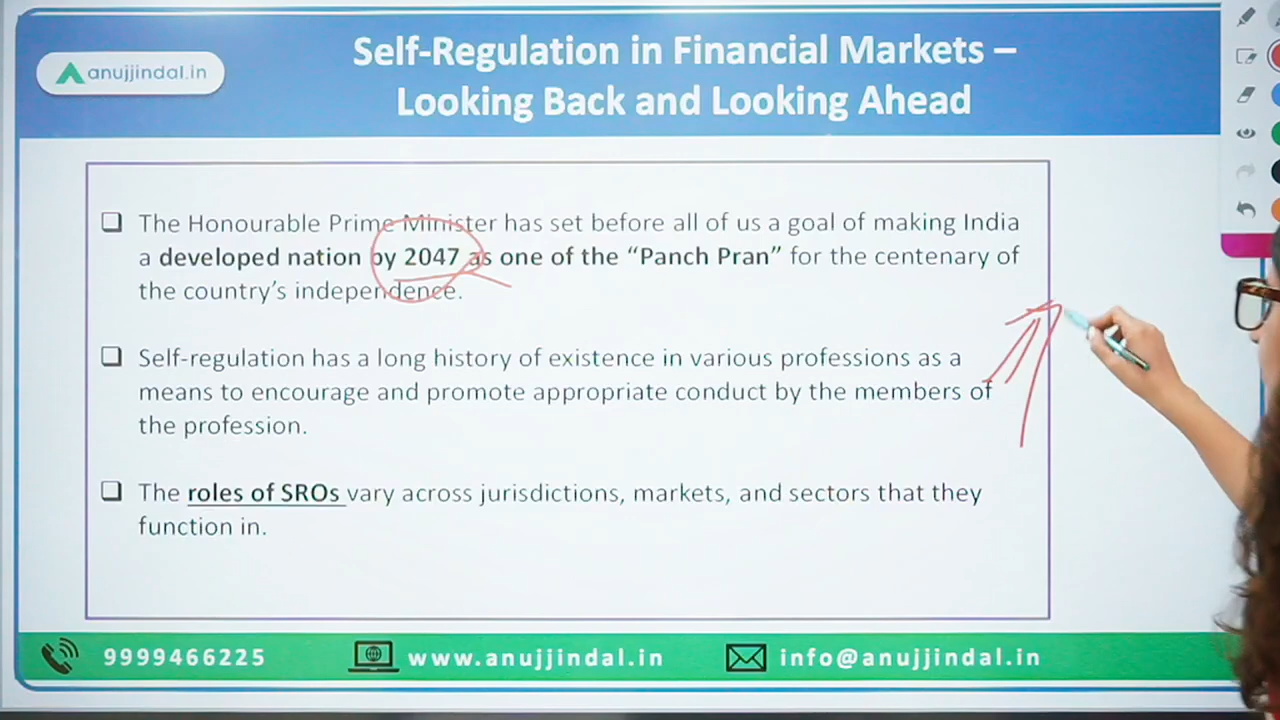 anujjindal.in
Self-Regulation in Financial Markets –
Looking Back and Looking Ahead
❑ The Honourable Prime Minister has set before all of us a goal of making India
a developed nation by 2047 as one of the “Panch Pran” for the centenary of
the country’s independence.
❑ Self-regulation has a long history of existence in various professions as a
means to encourage and promote appropriate conduct by the members of
the profession.
❑ The roles of SROs vary across jurisdictions, markets, and sectors that they
function in.
9999466225
www.anujjindal.in
info@anujjindal.in